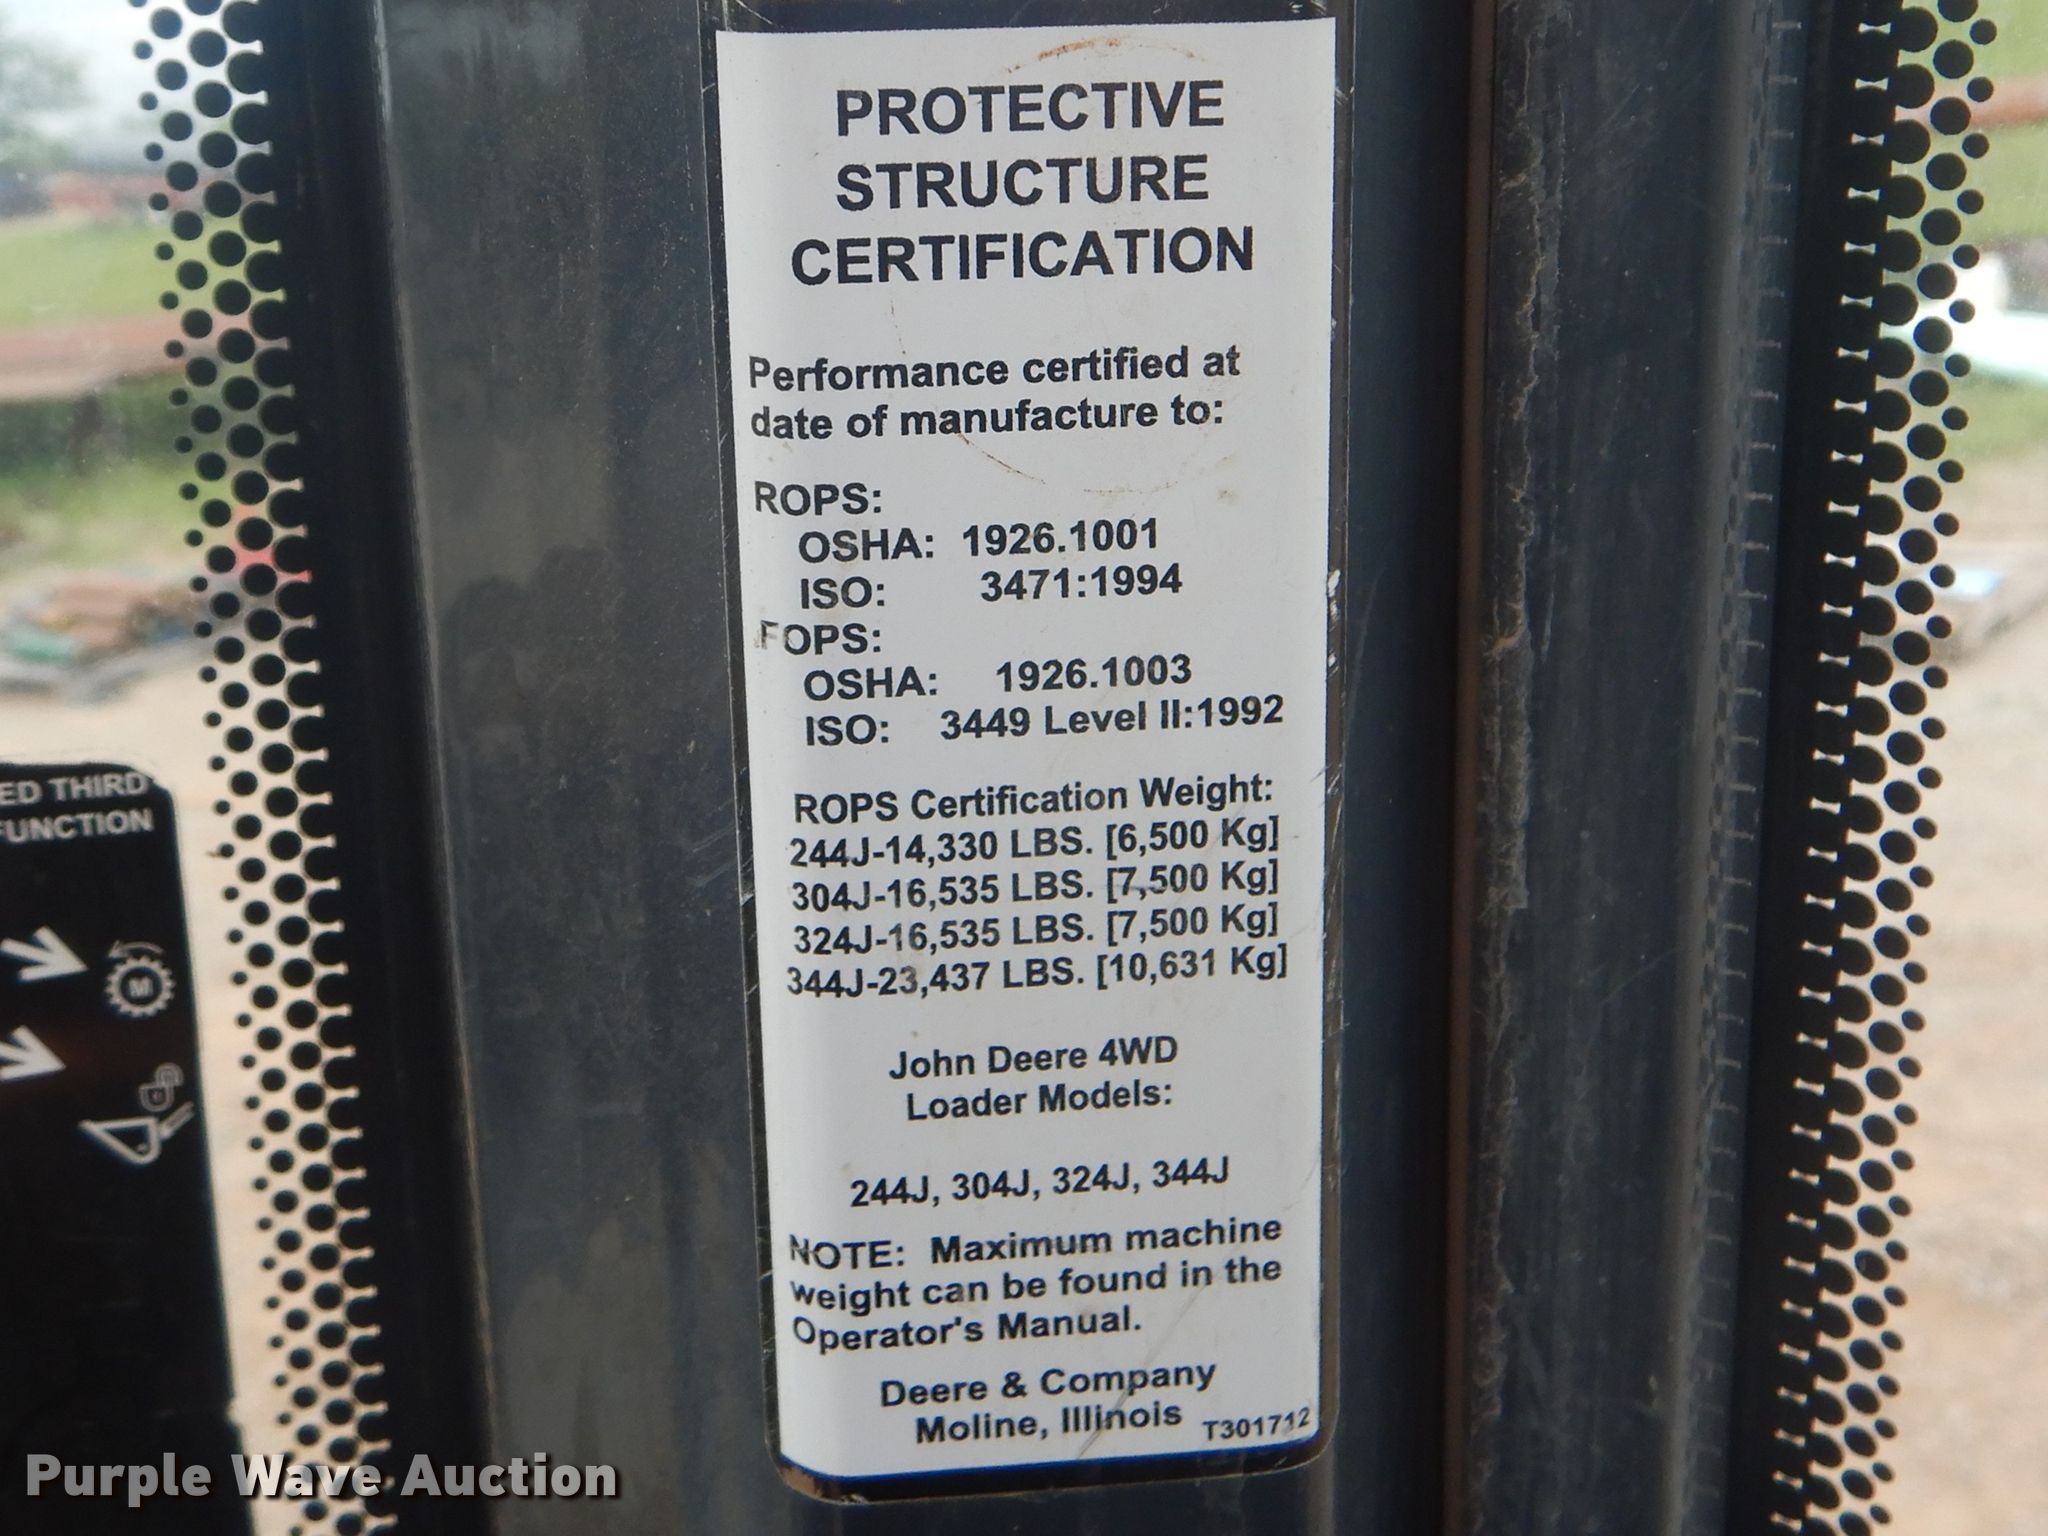 PROTECTIVE
STRUCTURE
CERTIFICATION
Performance certified at
date of manufacture to:
ROPS:
OSHA: 1926.1001
ISO: 3471:1994
FOPS:
OSHA: 1926.1003
ISO: 3449 Level II:1992
ROPS Certification Weight:
244J-14,330 LBS. [6,500 Kg]
304J-16,535 LBS. [7,500 Kg]
324J-16,535 LBS. [7,500 Kg]
344J-23,437 LBS. [10,631 Kg]
John Deere 4WD
Loader Models:
244J, 304J, 324J, 344J
NOTE: Maximum machine
weight can be found in the
Operator's Manual.
Deere & Company
Moline, Illinois T301712
ED THIRD
FUNCTION
M
Purple Wave Auction